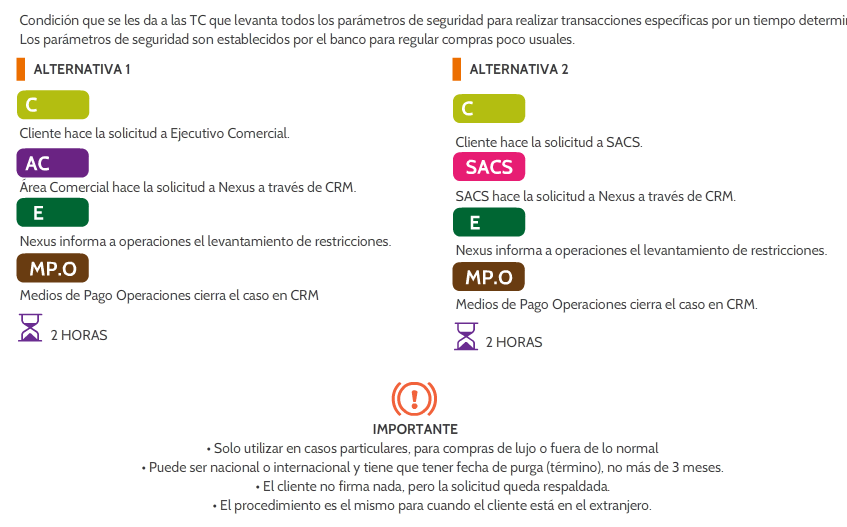 Condición que se les da a las TC que levanta todos los parámetros de seguridad para realizar transacciones específicas por un tiempo
Los parámetros de seguridad son establecidos por el banco para regular compras poco usuales.
ALTERNATIVA 1
C
Cliente hace la solicitud a Ejecutivo Comercial.
AC
Área Comercial hace la solicitud a Nexus a través de CRM.
E
Nexus informa a operaciones el levantamiento de restricciones.
MP.O
Medios de Pago Operaciones cierra el caso en CRM
2 HORAS
ALTERNATIVA 2
C
Cliente hace la solicitud a SACS.
SACS
SACS hace la solicitud a Nexus a través de CRM.
E
Nexus informa a operaciones el levantamiento de restricciones.
MP.O
Medios de Pago Operaciones cierra el caso en CRM.
2 HORAS
IMPORTANTE
• Solo utilizar en casos particulares, para compras de lujo o fuera de lo normal
• Puede ser nacional o internacional y tiene que tener fecha de purga (término), no más de 3 meses.
• El cliente no firma nada, pero la solicitud queda respaldada.
• El procedimiento es el mismo para cuando el cliente está en el extranjero.